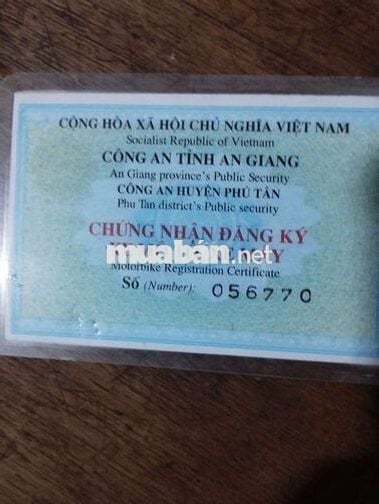 CỘNG HÒA XÃ HỘI CHỦ NGHĨA VIỆT NAM
Socialist Republic of Vietnam
CÔNG AN TỈNH AN GIANG
An Giang province's Public Security
CÔNG AN HUYỆN PHÚ TÂN
Phu Tan district's Public security
CHỨNG NHẬN ĐĂNG KÝ
muabán.net
Motorbike Registration Certificate
Số (Number): 056770